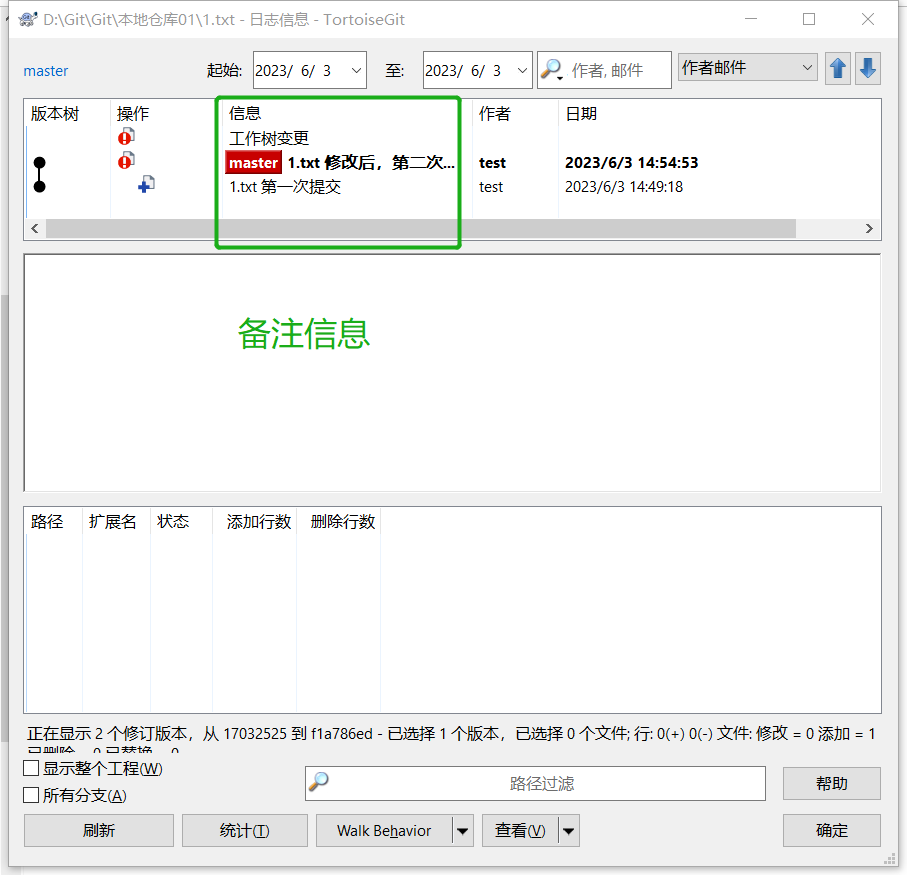 D:\Git\Git\本地仓库01\1.txt - 日志信息 - TortoiseGit
master 起始: 2023/ 6/ 3 至: 2023/ 6/ 3 作者, 邮件 作者邮件
版本树 操作 信息 作者 日期
工作树变更
master 1.txt 修改后，第二次... test 2023/6/3 14:54:53
1.txt 第一次提交 test 2023/6/3 14:49:18
备注信息
路径 扩展名 状态 添加行数 删除行数
正在显示 2 个修订版本，从 17032525 到 f1a786ed - 已选择 1 个版本，已选择 0 个文件; 行: 0(+) 0(-) 文件: 修改 = 0 添加 = 1
已删除 = 0 已替换 = 0
显示整个工程(W)
路径过滤 帮助
所有分支(A)
刷新 统计(T) Walk Behavior 查看(V) 确定